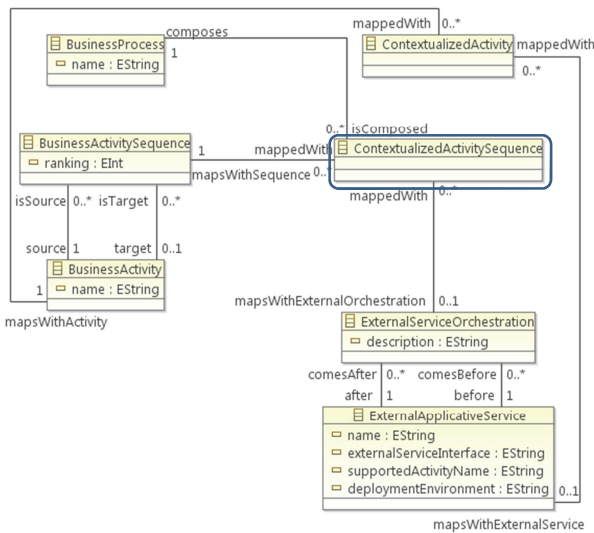 mappedWith 0..*
composes
BusinessProcess
1
name : EString
ContextualizedActivity
mappedWith
0..*
0..* isComposed
BusinessActivitySequence
ranking : EInt
1
mappedWith
ContextualizedActivitySequence
mapsWithSequence 0..*
mappedWith 0..*
isSource 0..* isTarget 0..*
source 1 target 0..1
BusinessActivity
name : EString
1
mapsWithActivity
mapsWithExternalOrchestration 0..1
ExternalServiceOrchestration
description : EString
comesAfter 0..* comesBefore 0..*
after 1 before 1
ExternalApplicativeService
name : EString
externalServiceInterface : EString
supportedActivityName : EString
deploymentEnvironment : EString
0..1
mapsWithExternalService